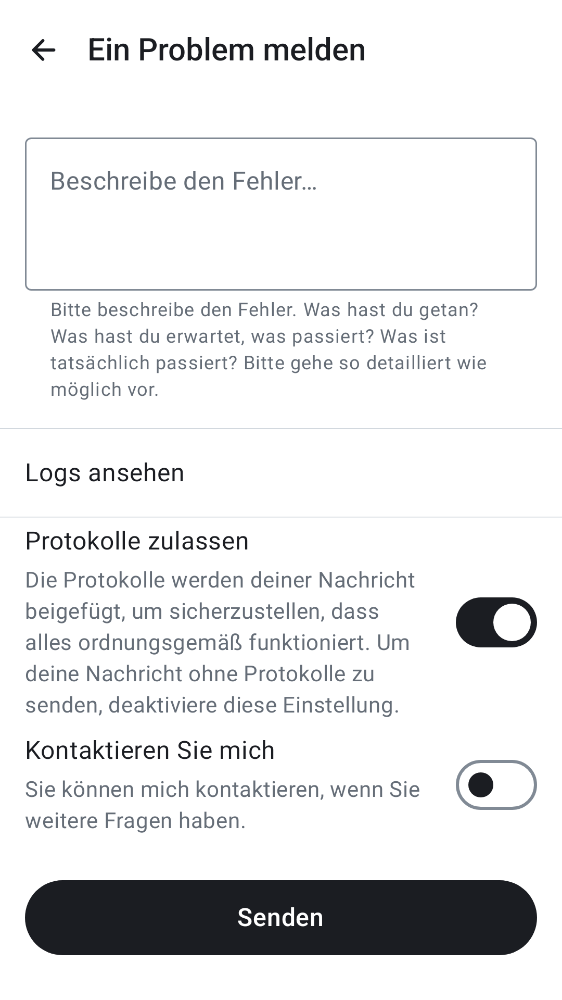 Ein Problem melden
Beschreibe den Fehler…
Bitte beschreibe den Fehler. Was hast du getan?
Was hast du erwartet, was passiert? Was ist
tatsächlich passiert? Bitte gehe so detailliert wie
möglich vor.
Logs ansehen
Protokolle zulassen
Die Protokolle werden deiner Nachricht
beigefügt, um sicherzustellen, dass
alles ordnungsgemäß funktioniert. Um
deine Nachricht ohne Protokolle zu
senden, deaktiviere diese Einstellung.
Kontaktieren Sie mich
Sie können mich kontaktieren, wenn Sie
weitere Fragen haben.
Senden